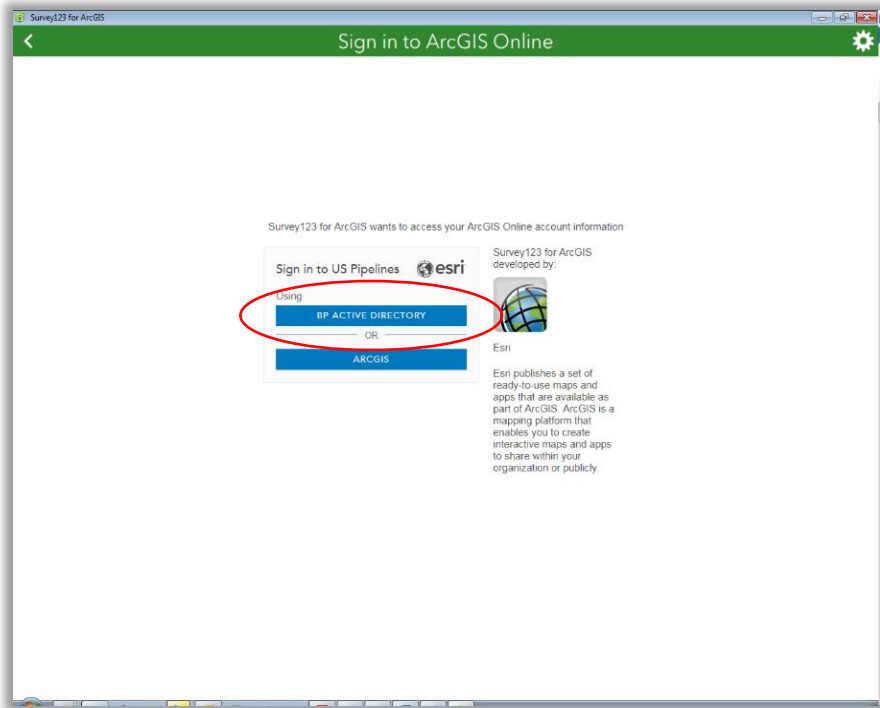 Survey123 for ArcGIS
Sign in to ArcGIS Online
Survey123 for ArcGIS wants to access your ArcGIS Online account information
Sign in to US Pipelines esri
Using
BP ACTIVE DIRECTORY
OR
ARCGIS
Survey123 for ArcGIS
developed by:
Esri
Esri publishes a set of
ready-to-use maps and
apps that are available as
part of ArcGIS. ArcGIS is a
mapping platform that
enables you to create
interactive maps and apps
to share within your
organization or publicly.